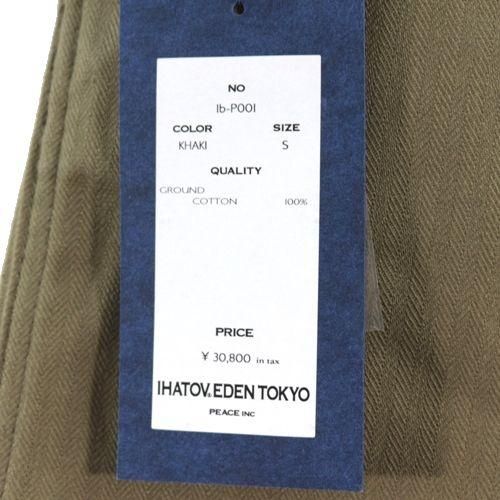 NO
1b-P001
COLOR SIZE
KHAKI S
QUALITY
GROUND
COTTON 100%
PRICE
¥ 30,800 in tax
IHATOV. EDEN TOKYO
PEACE INC